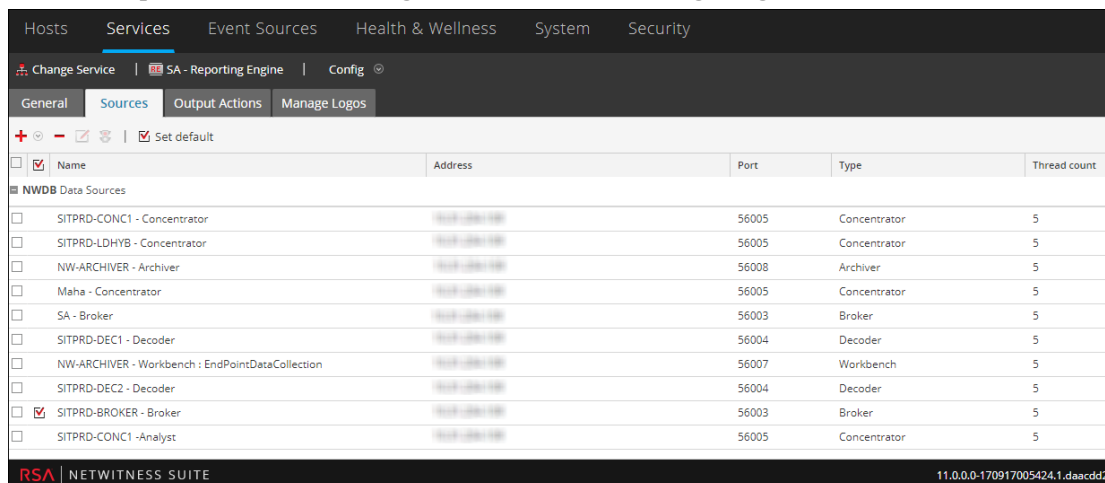 Hosts Services Event Sources Health & Wellness System Security
Change Service | RE SA - Reporting Engine | Config
General Sources Output Actions Manage Logos
Set default
Name Address Port Type Thread count
NWDB Data Sources
SITPRD-CONC1 - Concentrator 56005 Concentrator 5
SITPRD-LDHYB - Concentrator 56005 Concentrator 5
NW-ARCHIVER - Archiver 56008 Archiver 5
Maha - Concentrator 56005 Concentrator 5
SA - Broker 56003 Broker 5
SITPRD-DEC1 - Decoder 56004 Decoder 5
NW-ARCHIVER - Workbench : EndPointDataCollection 56007 Workbench 5
SITPRD-DEC2 - Decoder 56004 Decoder 5
SITPRD-BROKER - Broker 56003 Broker 5
SITPRD-CONC1 -Analyst 56005 Concentrator 5
RSA | NETWITNESS SUITE 11.0.0.0-170917005424.1.daacdd2